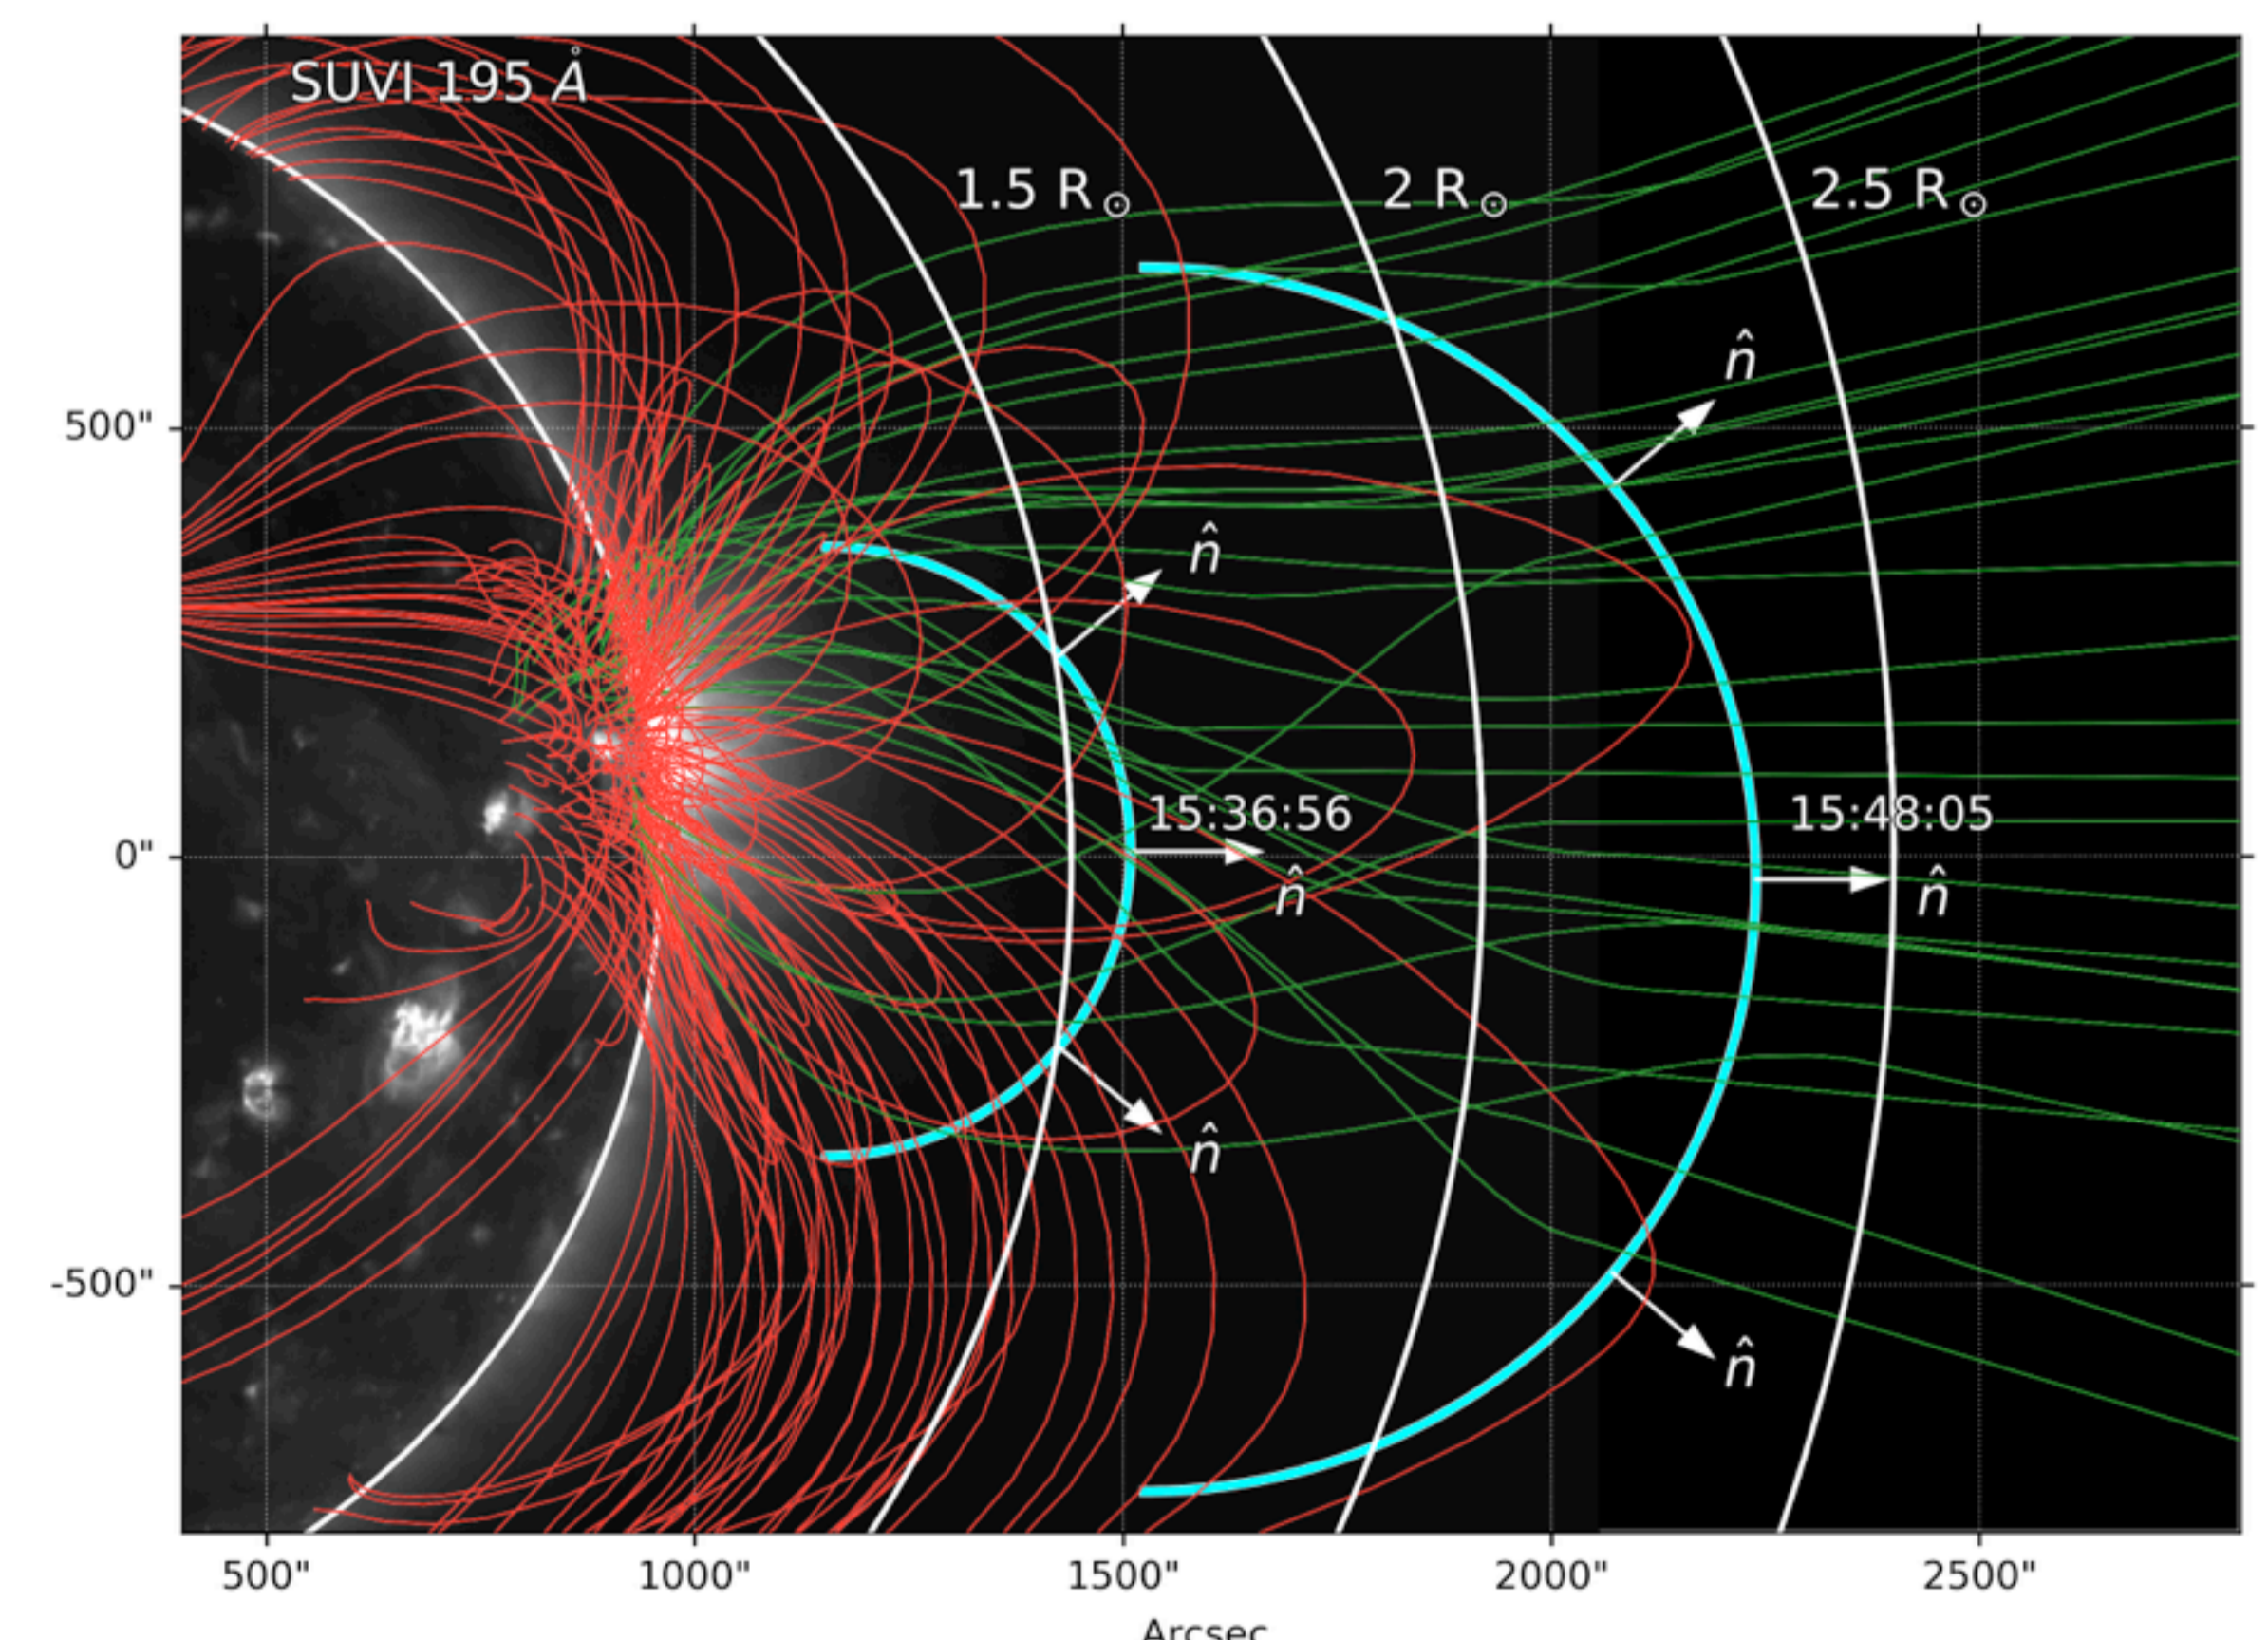 SUVI 195 Å
1.5 R☉
2 R☉
2.5 R☉
n̂
n̂
500"
15:36:56
15:48:05
0"
n̂
n̂
n̂
-500"
n̂
500"
1000"
1500"
2000"
2500"
Arcsec